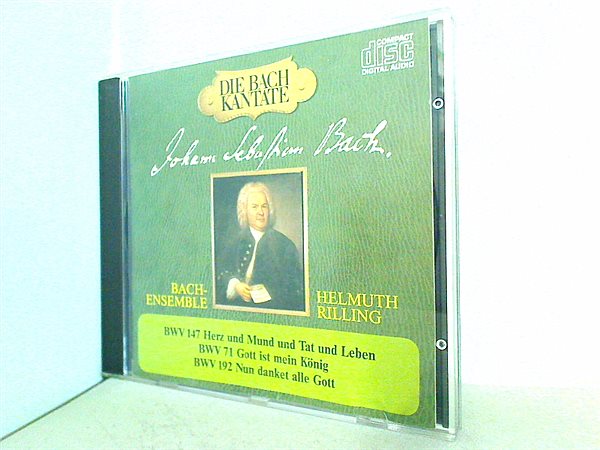 COMPACT
disc
DIGITAL AUDIO
DIE BACH
KANTATE
Johann Sebastian Bach.
BACH-
ENSEMBLE
HELMUTH
RILLING
BWV 147 Herz und Mund und Tat und Leben
BWV 71 Gott ist mein König
BWV 192 Nun danket alle Gott